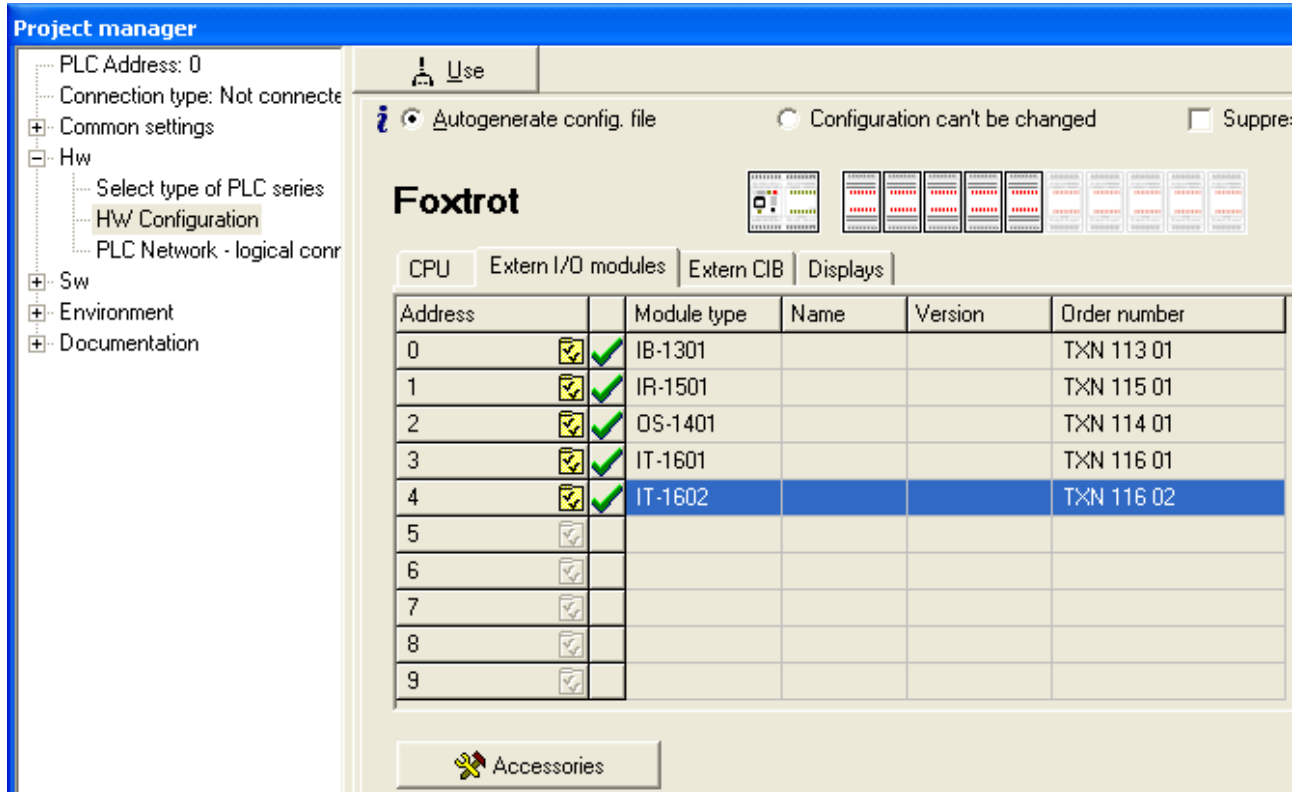 Project manager
PLC Address: 0
Connection type: Not connecte
Common settings
Hw
Select type of PLC series
HW Configuration
PLC Network - logical conr
Sw
Environment
Documentation
Use
Autogenerate config. file Configuration can't be changed Suppre
Foxtrot
CPU Extern I/O modules Extern CIB Displays
Address Module type Name Version Order number
0 IB-1301 TXN 113 01
1 IR-1501 TXN 115 01
2 OS-1401 TXN 114 01
3 IT-1601 TXN 116 01
4 IT-1602 TXN 116 02
5
6
7
8
9
Accessories